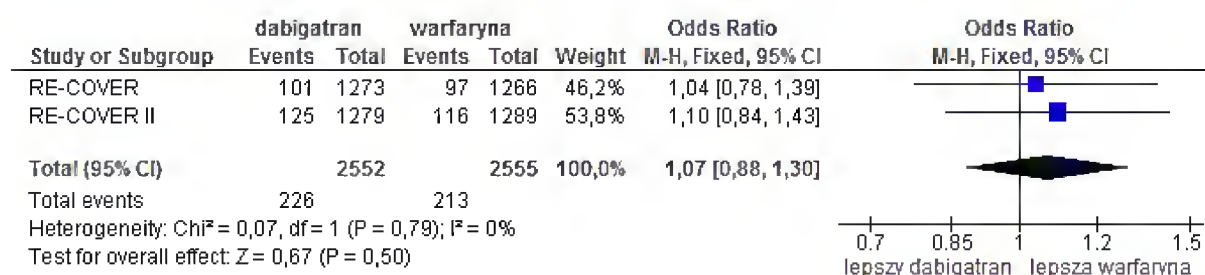 dabigatran warfaryna Odds Ratio Odds Ratio
Study or Subgroup Events Total Events Total Weight M-H, Fixed, 95% CI M-H, Fixed, 95% CI
RE-COVER 101 1273 97 1266 46,2% 1,04 [0,78, 1,39]
RE-COVER II 125 1279 116 1289 53,8% 1,10 [0,84, 1,43]
Total (95% CI) 2552 2555 100,0% 1,07 [0,88, 1,30]
Total events 226 213
Heterogeneity: Chi² = 0,07, df = 1 (P = 0,79); I² = 0%
Test for overall effect: Z = 0,67 (P = 0,50)
0.7 0.85 1 1.2 1.5
lepszy dabigatran lepsza warfaryna